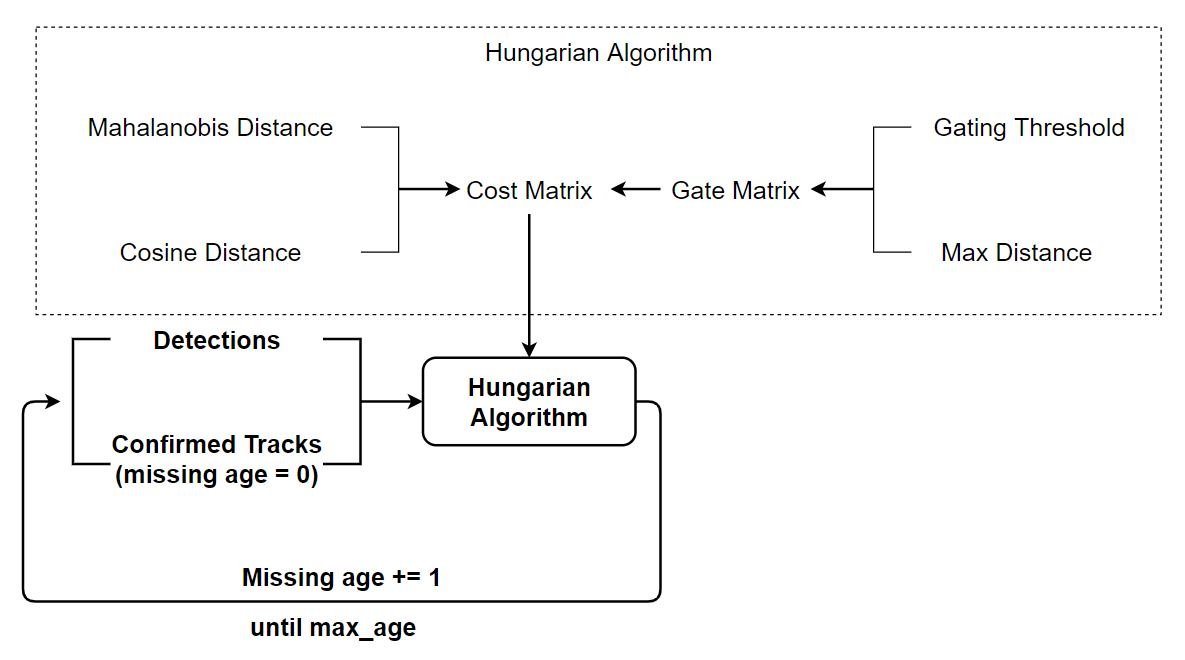 Hungarian Algorithm
Mahalanobis Distance
Gating Threshold
Cost Matrix
Gate Matrix
Cosine Distance
Max Distance
Detections
Hungarian
Algorithm
Confirmed Tracks
(missing age = 0)
Missing age += 1
until max_age